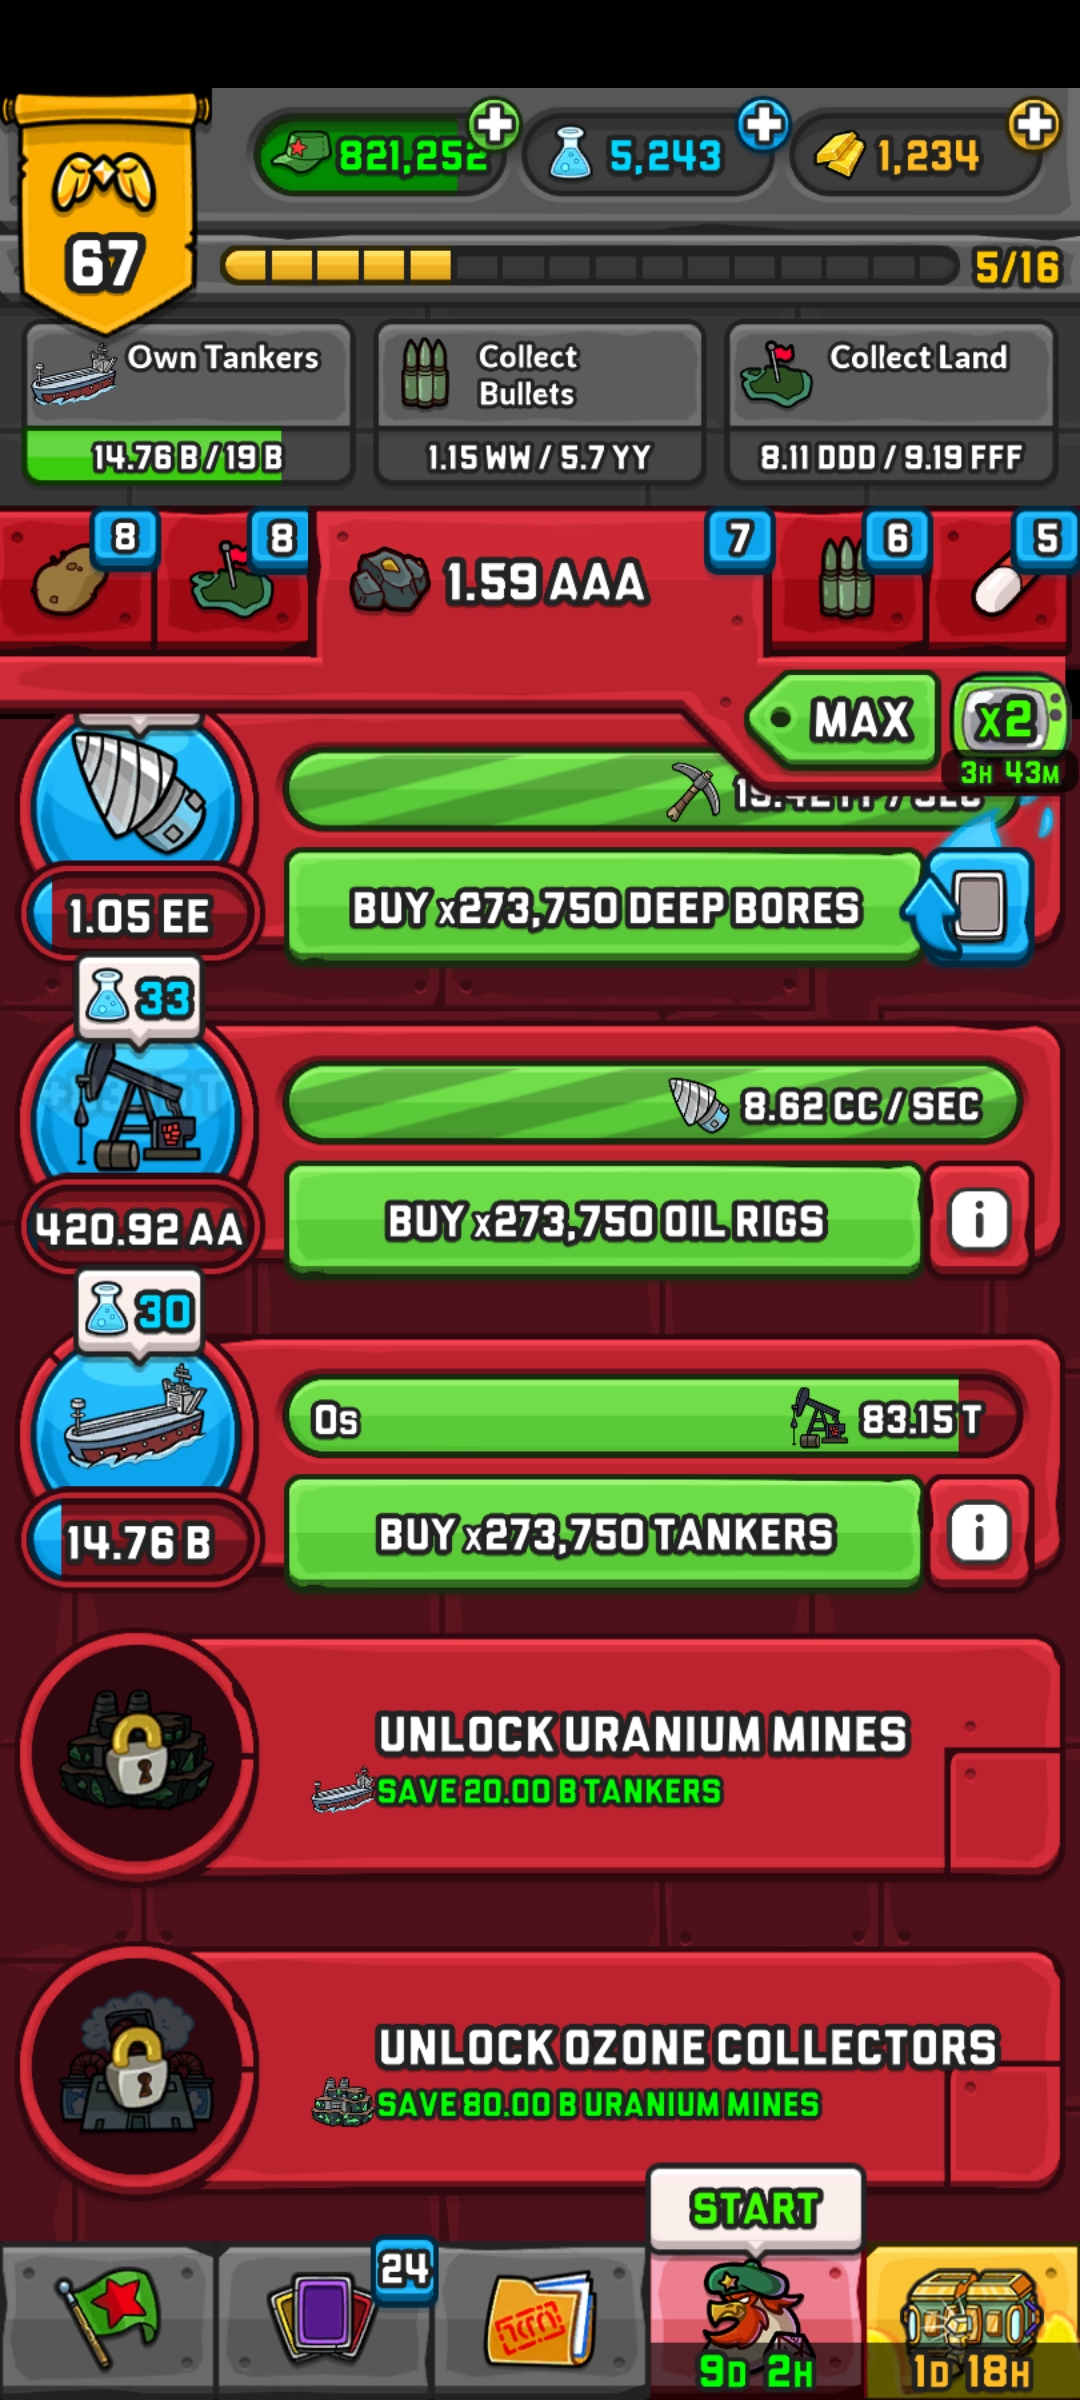 67
821,252
5,243
1,234
5/16
Own Tankers
14.76 B / 19 B
Collect
Bullets
1.15 WW / 5.7 YY
Collect Land
8.11 DDD / 9.19 FFF
8
8
1.59 AAA
7
6
5
MAX
x2
3H 43M
1.05 EE
BUY x273,750 DEEP BORES
33
8.62 CC / SEC
420.92 AA
BUY x273,750 OIL RIGS
i
30
0s
83.15 T
14.76 B
BUY x273,750 TANKERS
i
UNLOCK URANIUM MINES
SAVE 20.00 B TANKERS
UNLOCK OZONE COLLECTORS
SAVE 80.00 B URANIUM MINES
START
24
9D 2H
1D 18H